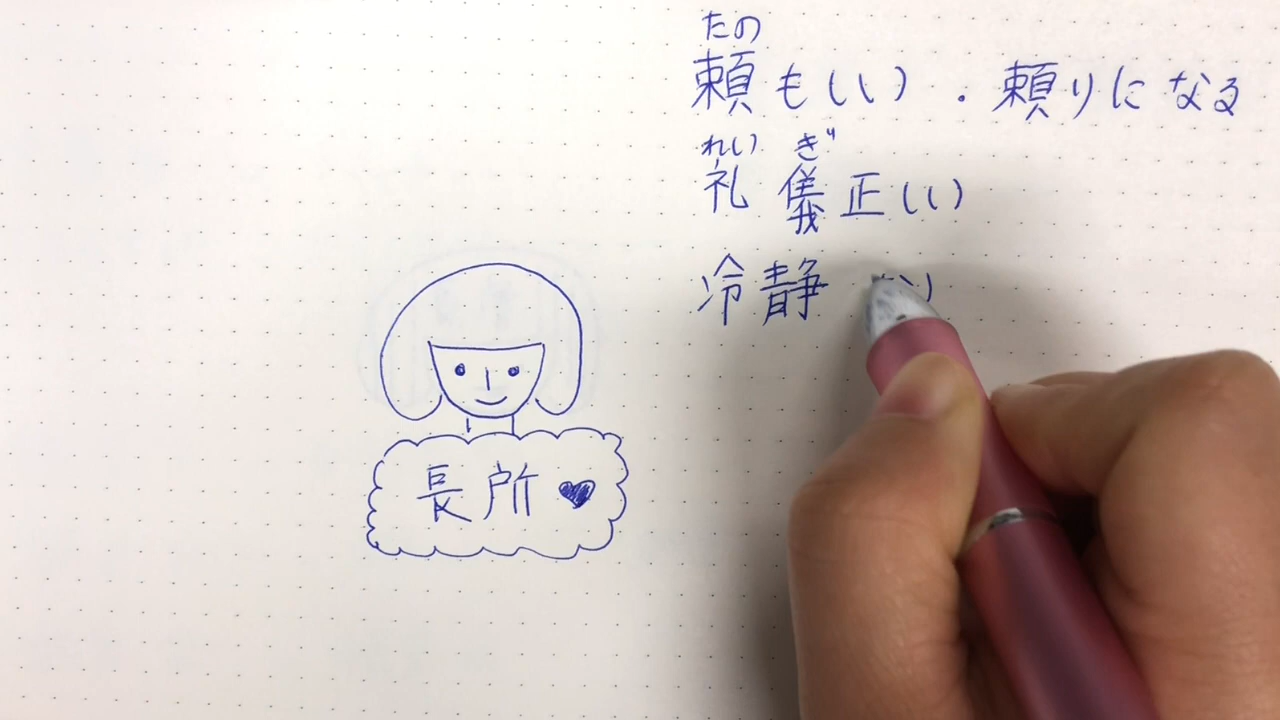 たの
頼もしい・頼りになる
れいぎ
礼儀正しい
冷静
長所♥